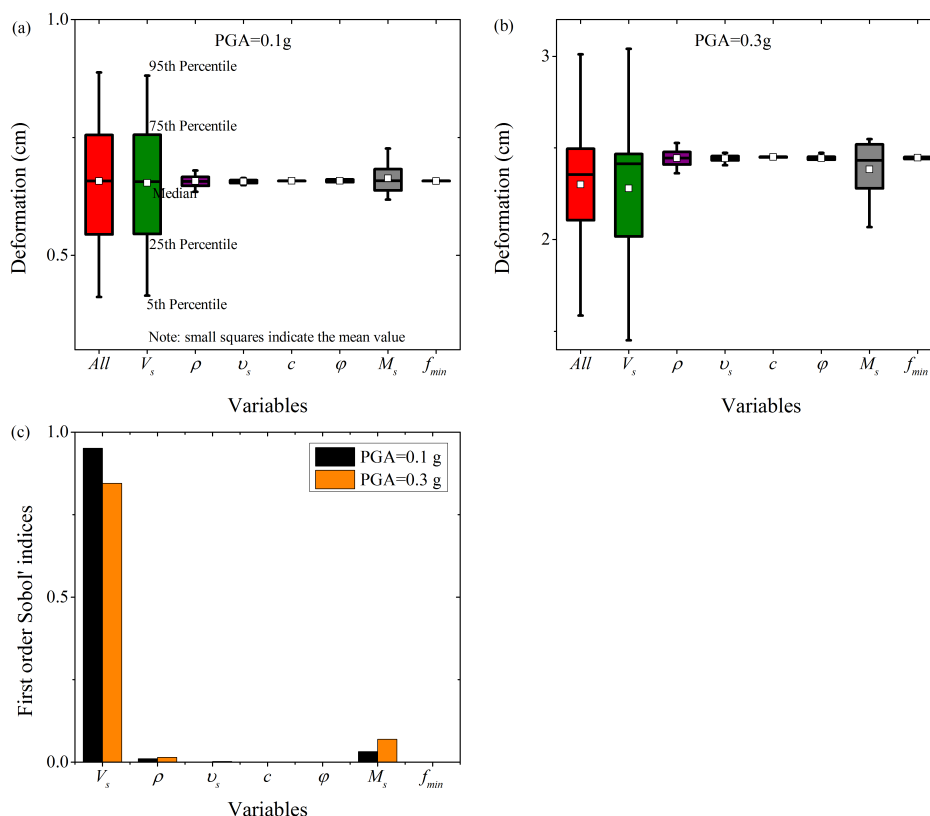 (a)
PGA=0.1g
1.0
0.5
Deformation (cm)
95th Percentile
75th Percentile
Median
25th Percentile
5th Percentile
Note: small squares indicate the mean value
All Vs ρ υs c φ Ms fmin
Variables
(b)
PGA=0.3g
3
2
Deformation (cm)
All Vs ρ υs c φ Ms fmin
Variables
(c)
1.0
0.5
0.0
First order Sobol' indices
PGA=0.1 g
PGA=0.3 g
Vs ρ υs c φ Ms fmin
Variables